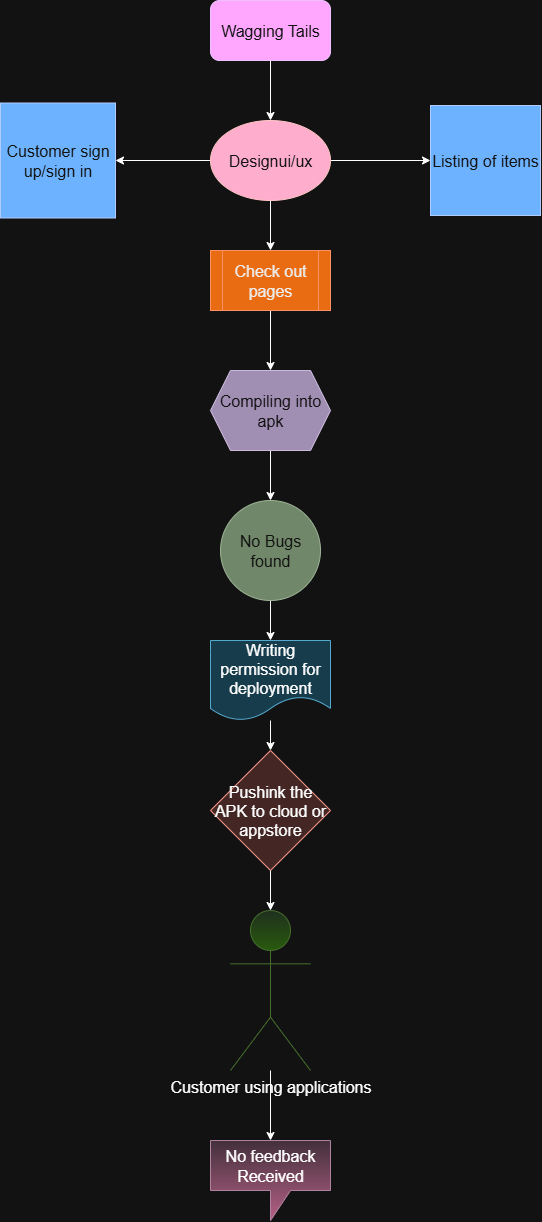 Wagging Tails
Customer sign
up/sign in
Designui/ux
Listing of items
Check out
pages
Compiling into
apk
No Bugs
found
Writing
permission for
deployment
Pushink the
APK to cloud or
appstore
Customer using applications
No feedback
Received